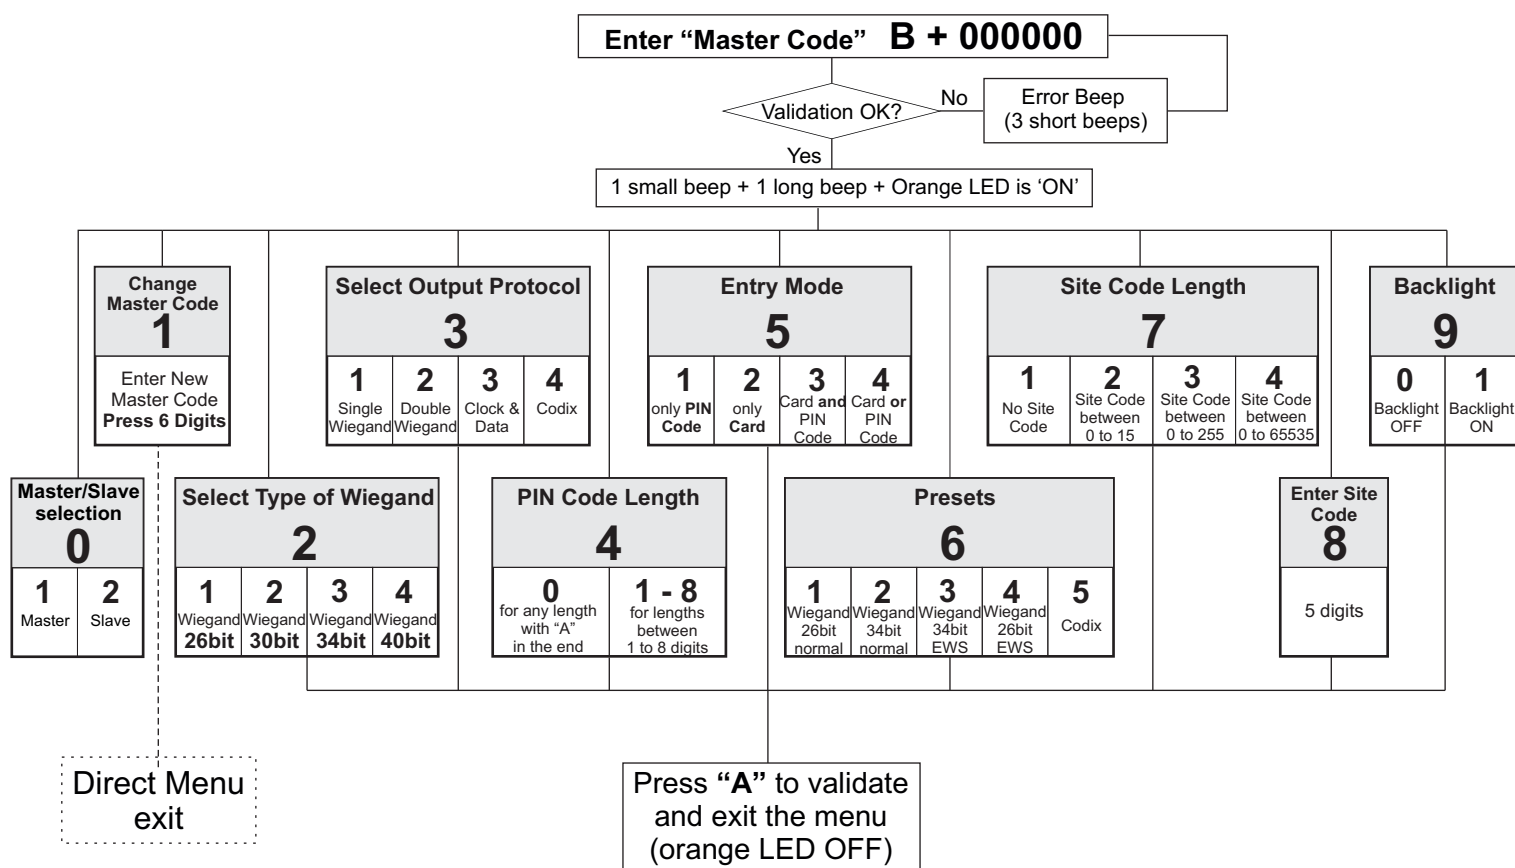 Enter “Master Code” B + 000000
Validation OK?
No
Error Beep
(3 short beeps)
Yes
1 small beep + 1 long beep + Orange LED is ‘ON’
Change
Master Code
1
Enter New
Master Code
Press 6 Digits
Select Output Protocol
3
1
Single
Wiegand
2
Double
Wiegand
3
Clock &
Data
4
Codix
Entry Mode
5
1
only PIN
Code
2
only
Card
3
Card and
PIN
Code
4
Card or
PIN
Code
Site Code Length
7
1
No Site
Code
2
Site Code
between
0 to 15
3
Site Code
between
0 to 255
4
Site Code
between
0 to 65535
Backlight
9
0
Backlight
OFF
1
Backlight
ON
Master/Slave
selection
0
1
Master
2
Slave
Select Type of Wiegand
2
1
Wiegand
26bit
2
Wiegand
30bit
3
Wiegand
34bit
4
Wiegand
40bit
PIN Code Length
4
0
for any length
with “A”
in the end
1 - 8
for lengths
between
1 to 8 digits
Presets
6
1
Wiegand
26bit
normal
2
Wiegand
34bit
normal
3
Wiegand
34bit
EWS
4
Wiegand
26bit
EWS
5
Codix
Enter Site
Code
8
5 digits
Direct Menu
exit
Press “A” to validate
and exit the menu
(orange LED OFF)